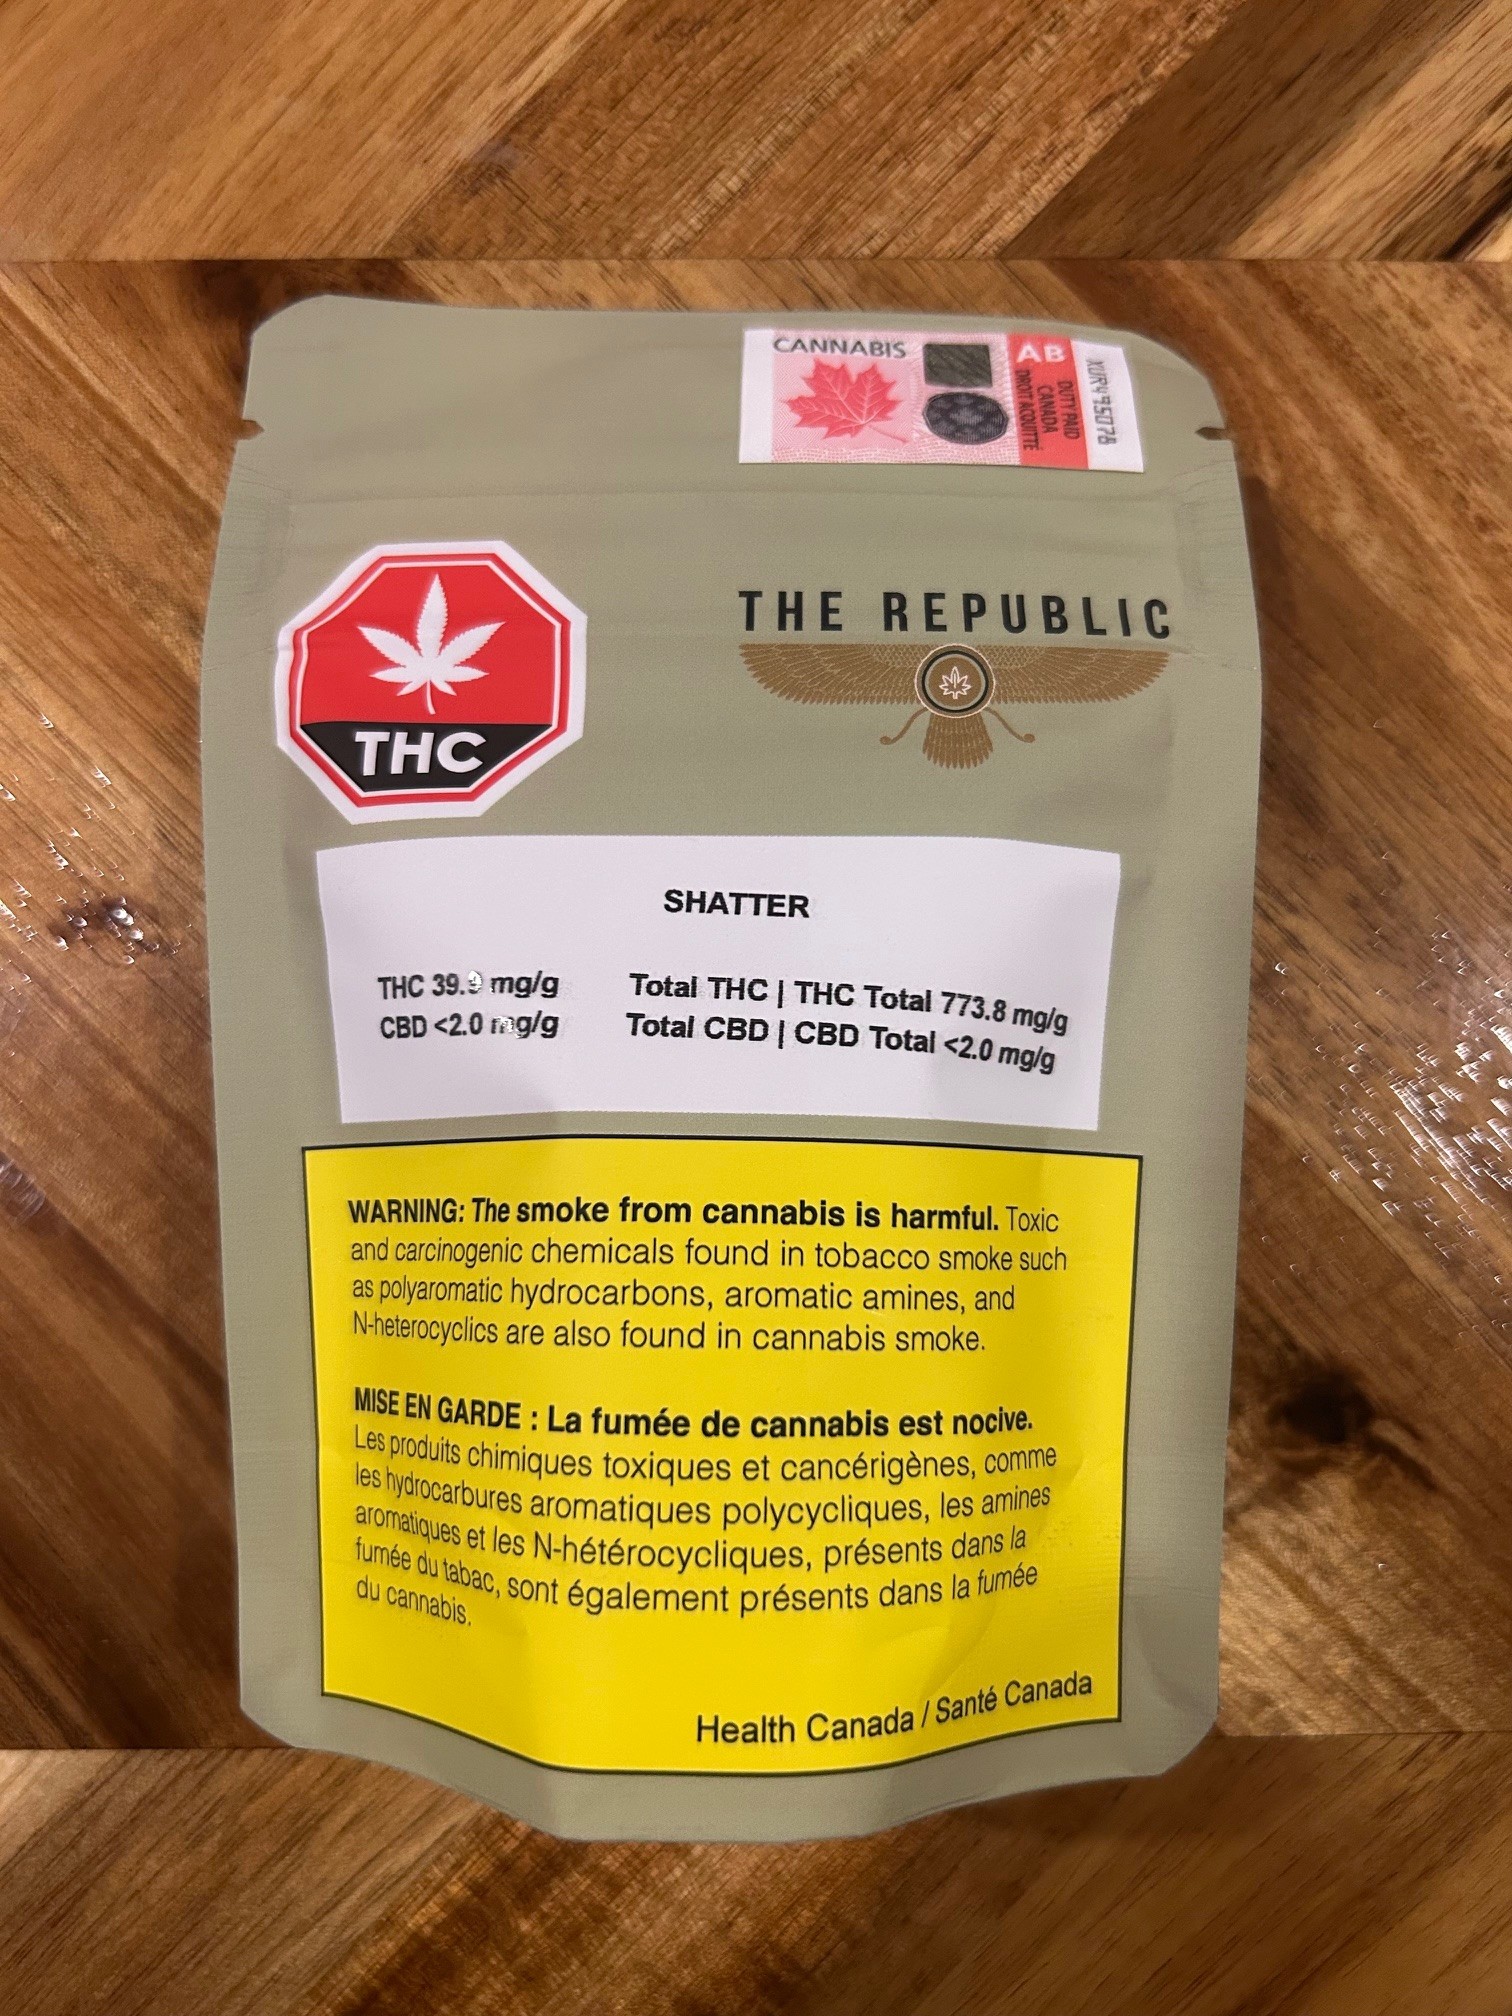 CANNABIS
AB
DUTY PAID
CANADA
DROIT ACQUITTÉ
THE REPUBLIC
THC
SHATTER
THC 39.9 mg/g
CBD <2.0 mg/g
Total THC | THC Total 773.8 mg/g
Total CBD | CBD Total <2.0 mg/g
WARNING: The smoke from cannabis is harmful. Toxic
and carcinogenic chemicals found in tobacco smoke such
as polyaromatic hydrocarbons, aromatic amines, and
N-heterocyclics are also found in cannabis smoke.
MISE EN GARDE : La fumée de cannabis est nocive.
Les produits chimiques toxiques et cancérigènes, comme
les hydrocarbures aromatiques polycycliques, les amines
aromatiques et les N-hétérocycliques, présents dans la
fumée du tabac, sont également présents dans la fumée
du cannabis.
Health Canada / Santé Canada